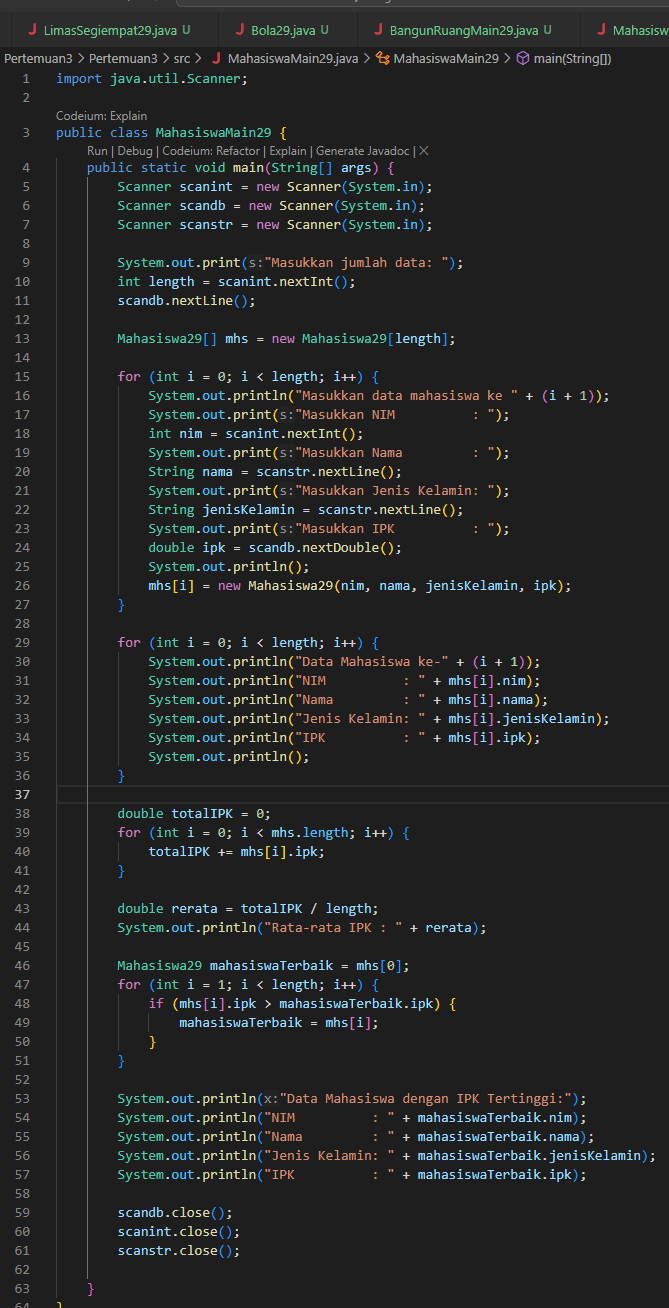 LimasSegiempat29.java U Bola29.java U BangunRuangMain29.java U Mahasisw
Pertemuan3 > Pertemuan3 > src > MahasiswaMain29.java > MahasiswaMain29 > main(String[])
1 import java.util.Scanner;
2
Codeium: Explain
3 public class MahasiswaMain29 {
Run | Debug | Codeium: Refactor | Explain | Generate Javadoc | X
4 public static void main(String[] args) {
5 Scanner scanint = new Scanner(System.in);
6 Scanner scandb = new Scanner(System.in);
7 Scanner scanstr = new Scanner(System.in);
8
9 System.out.print(s:"Masukkan jumlah data: ");
10 int length = scanint.nextInt();
11 scandb.nextLine();
12
13 Mahasiswa29[] mhs = new Mahasiswa29[length];
14
15 for (int i = 0; i < length; i++) {
16 System.out.println("Masukkan data mahasiswa ke " + (i + 1));
17 System.out.print(s:"Masukkan NIM          : ");
18 int nim = scanint.nextInt();
19 System.out.print(s:"Masukkan Nama         : ");
20 String nama = scanstr.nextLine();
21 System.out.print(s:"Masukkan Jenis Kelamin: ");
22 String jenisKelamin = scanstr.nextLine();
23 System.out.print(s:"Masukkan IPK          : ");
24 double ipk = scandb.nextDouble();
25 System.out.println();
26 mhs[i] = new Mahasiswa29(nim, nama, jenisKelamin, ipk);
27 }
28
29 for (int i = 0; i < length; i++) {
30 System.out.println("Data Mahasiswa ke-" + (i + 1));
31 System.out.println("NIM          : " + mhs[i].nim);
32 System.out.println("Nama         : " + mhs[i].nama);
33 System.out.println("Jenis Kelamin: " + mhs[i].jenisKelamin);
34 System.out.println("IPK          : " + mhs[i].ipk);
35 System.out.println();
36 }
37
38 double totalIPK = 0;
39 for (int i = 0; i < mhs.length; i++) {
40 totalIPK += mhs[i].ipk;
41 }
42
43 double rerata = totalIPK / length;
44 System.out.println("Rata-rata IPK : " + rerata);
45
46 Mahasiswa29 mahasiswaTerbaik = mhs[0];
47 for (int i = 1; i < length; i++) {
48 if (mhs[i].ipk > mahasiswaTerbaik.ipk) {
49 mahasiswaTerbaik = mhs[i];
50 }
51 }
52
53 System.out.println(x:"Data Mahasiswa dengan IPK Tertinggi:");
54 System.out.println("NIM          : " + mahasiswaTerbaik.nim);
55 System.out.println("Nama         : " + mahasiswaTerbaik.nama);
56 System.out.println("Jenis Kelamin: " + mahasiswaTerbaik.jenisKelamin);
57 System.out.println("IPK          : " + mahasiswaTerbaik.ipk);
58
59 scandb.close();
60 scanint.close();
61 scanstr.close();
62
63 }
64 }